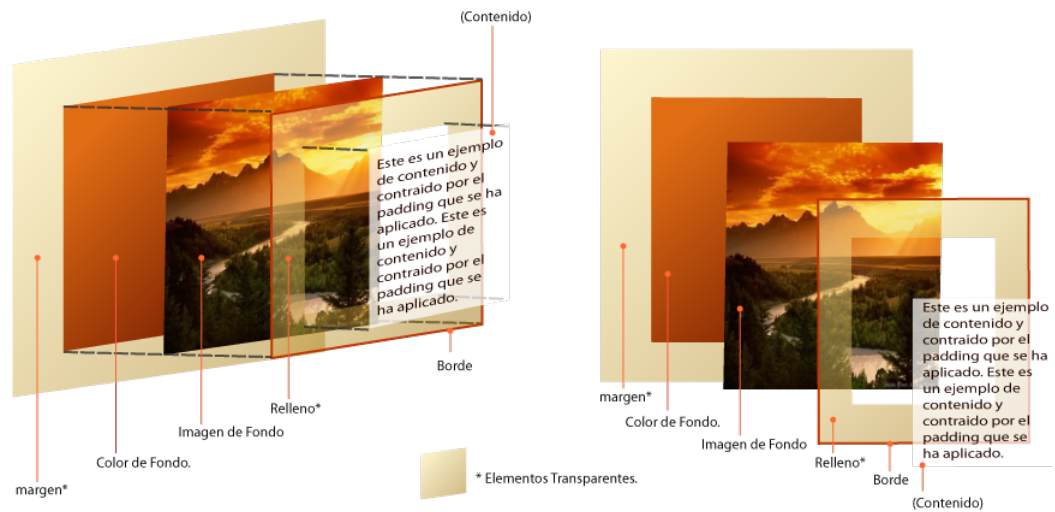 (Contenido)
Este es un ejemplo
de contenido y
contraido por el
padding que se ha
aplicado. Este es
un ejemplo de
contenido y
contraido por el
padding que se
ha aplicado.
Borde
Relleno*
Imagen de Fondo
Color de Fondo.
margen*
* Elementos Transparentes.
Este es un ejemplo
de contenido y
contraido por el
padding que se ha
aplicado. Este es
un ejemplo de
contenido y
contraido por el
padding que se
ha aplicado.
margen*
Color de Fondo.
Imagen de Fondo
Relleno*
Borde
(Contenido)